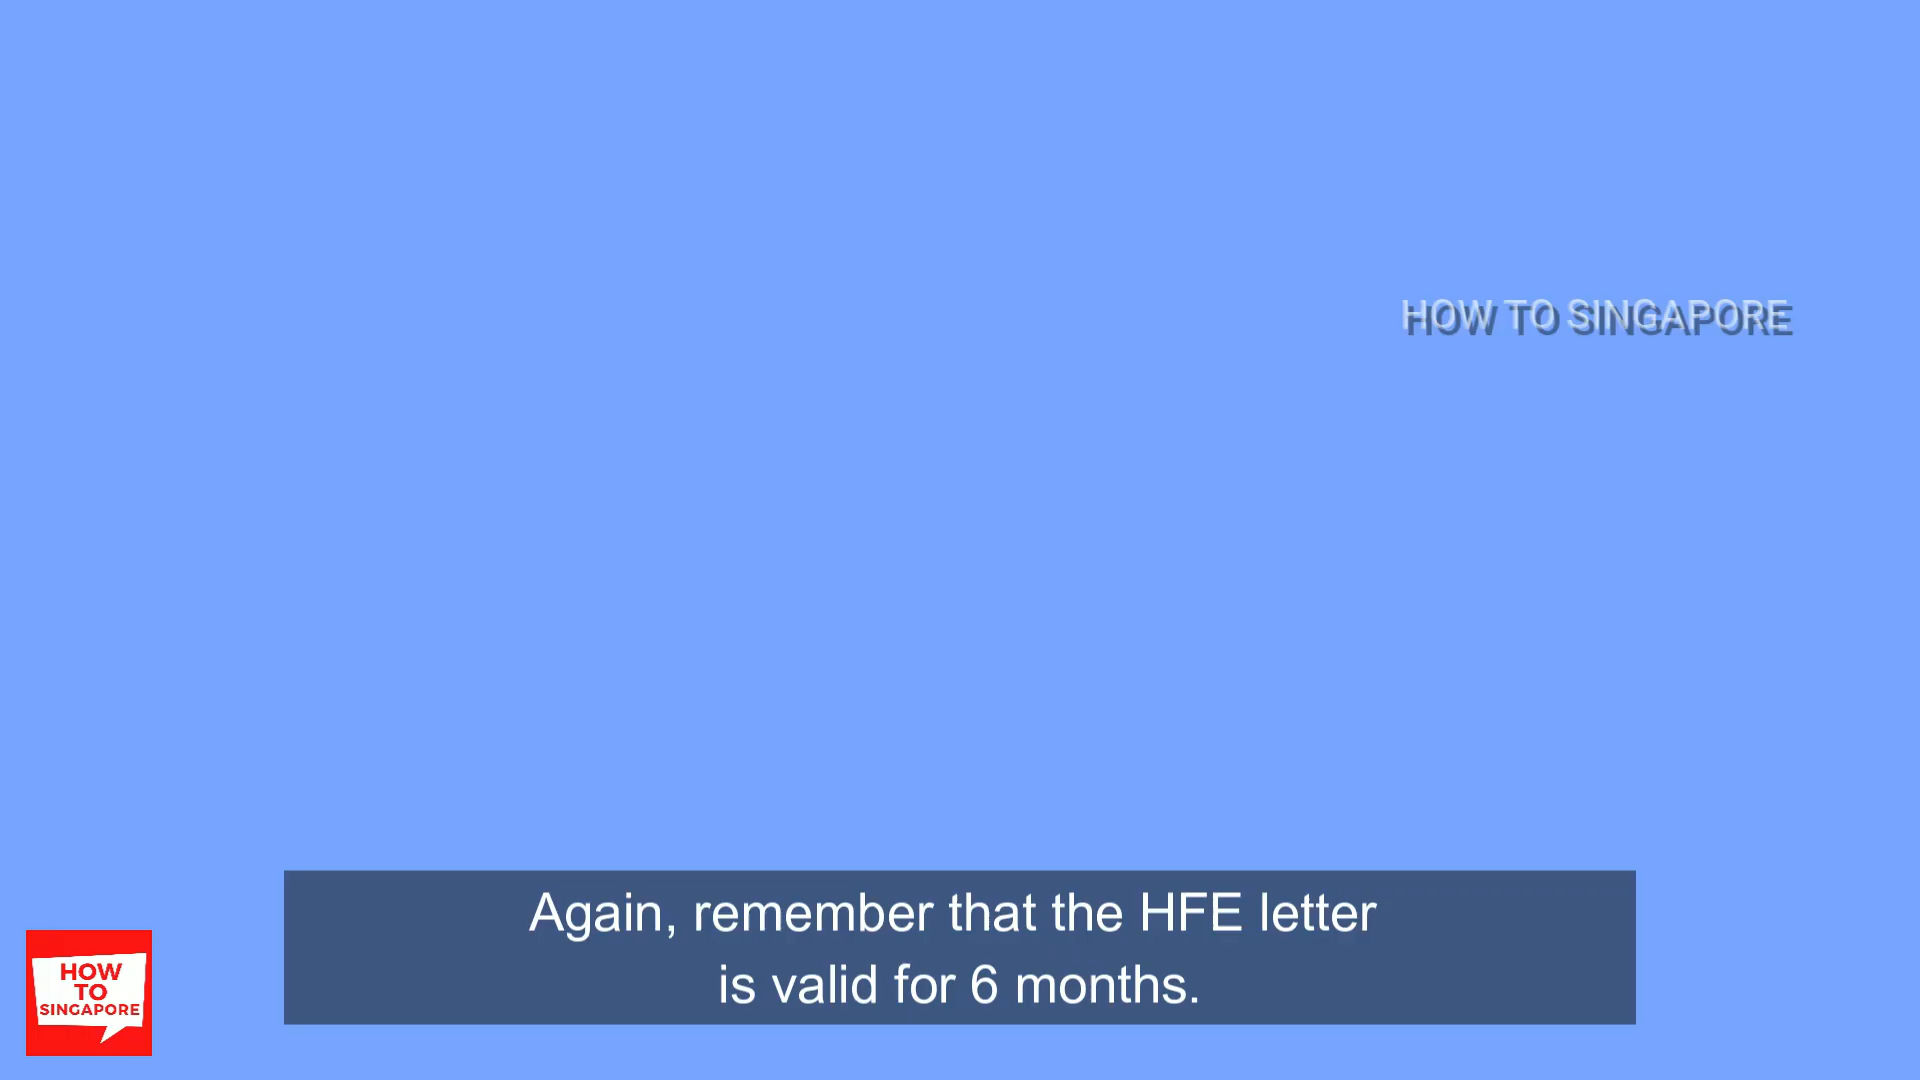 HOW TO SINGAPORE
Again, remember that the HFE letter
is valid for 6 months.
HOW
TO
SINGAPORE